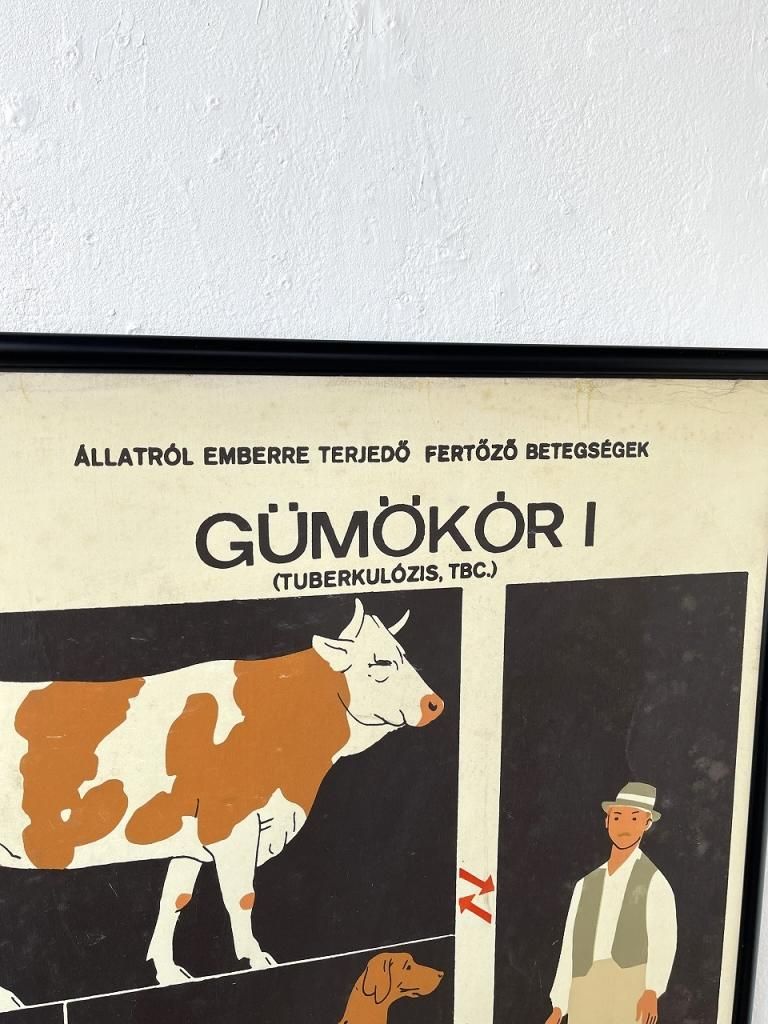 ÁLLATRÓL EMBERRE TERJEDŐ FERTŐZŐ BETEGSÉGEK
GÜMŐKÓR I
(TUBERKULÓZIS, TBC.)